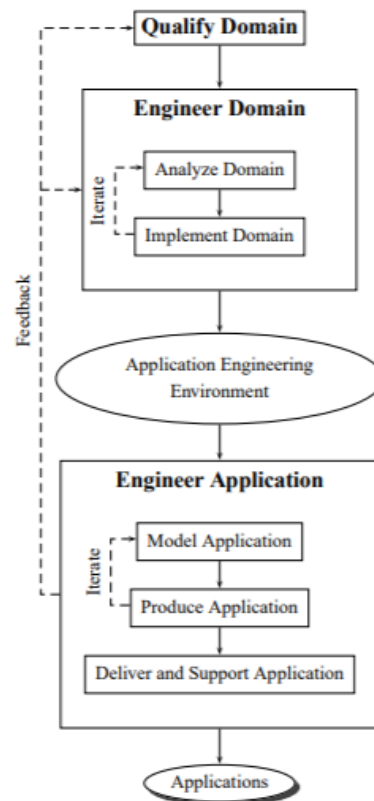 Qualify Domain
Engineer Domain
Analyze Domain
Iterate
Implement Domain
Feedback
Application Engineering
Environment
Engineer Application
Model Application
Iterate
Produce Application
Deliver and Support Application
Applications